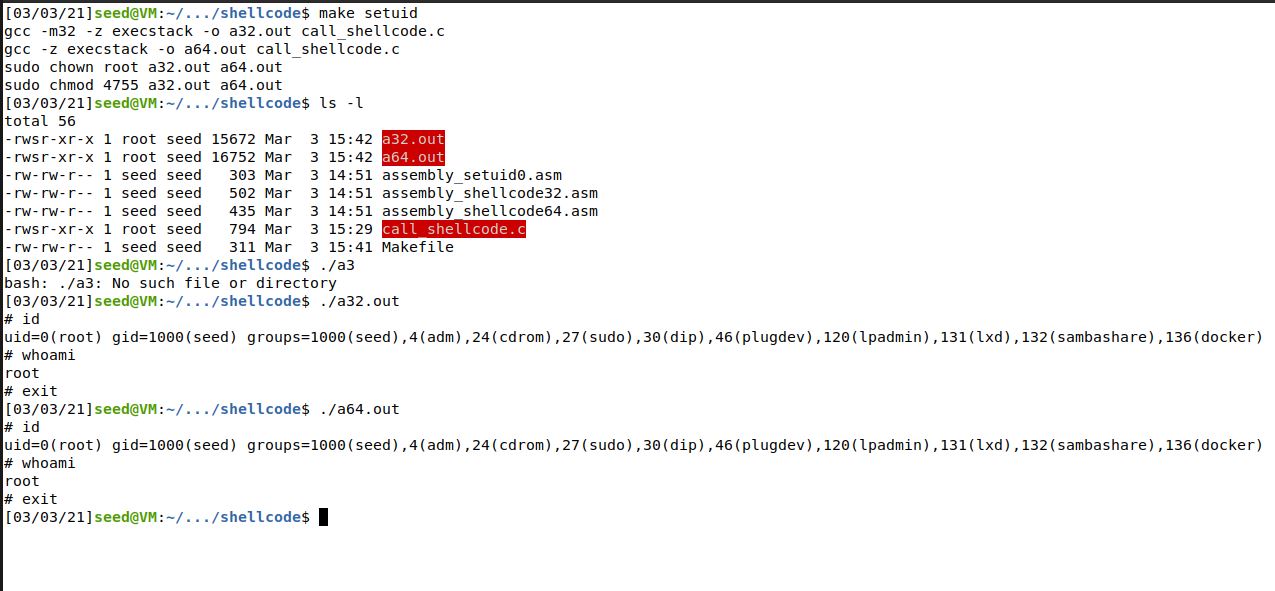 [03/03/21]seed@VM:~/.../shellcode$ make setuid
gcc -m32 -z execstack -o a32.out call_shellcode.c
gcc -z execstack -o a64.out call_shellcode.c
sudo chown root a32.out a64.out
sudo chmod 4755 a32.out a64.out
[03/03/21]seed@VM:~/.../shellcode$ ls -l
total 56
-rwsr-xr-x 1 root seed 15672 Mar  3 15:42 a32.out
-rwsr-xr-x 1 root seed 16752 Mar  3 15:42 a64.out
-rw-rw-r-- 1 seed seed   303 Mar  3 14:51 assembly_setuid0.asm
-rw-rw-r-- 1 seed seed   502 Mar  3 14:51 assembly_shellcode32.asm
-rw-rw-r-- 1 seed seed   435 Mar  3 14:51 assembly_shellcode64.asm
-rwsr-xr-x 1 root seed   794 Mar  3 15:29 call_shellcode.c
-rw-rw-r-- 1 seed seed   311 Mar  3 15:41 Makefile
[03/03/21]seed@VM:~/.../shellcode$ ./a3
bash: ./a3: No such file or directory
[03/03/21]seed@VM:~/.../shellcode$ ./a32.out
# id
uid=0(root) gid=1000(seed) groups=1000(seed),4(adm),24(cdrom),27(sudo),30(dip),46(plugdev),120(lpadmin),131(lxd),132(sambashare),136(docker)
# whoami
root
# exit
[03/03/21]seed@VM:~/.../shellcode$ ./a64.out
# id
uid=0(root) gid=1000(seed) groups=1000(seed),4(adm),24(cdrom),27(sudo),30(dip),46(plugdev),120(lpadmin),131(lxd),132(sambashare),136(docker)
# whoami
root
# exit
[03/03/21]seed@VM:~/.../shellcode$